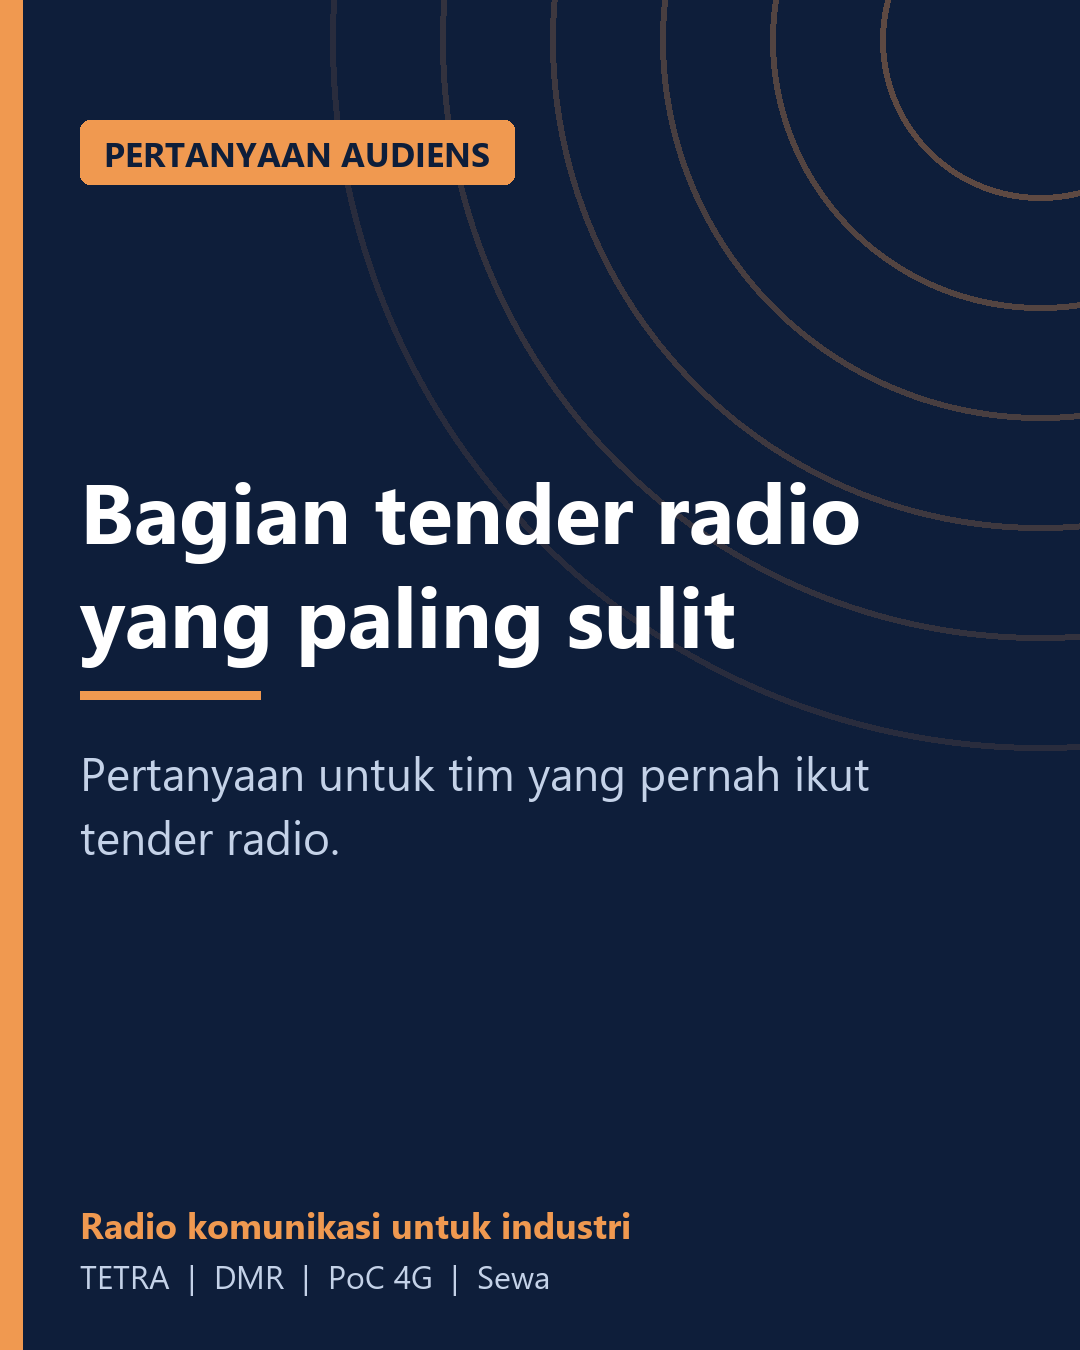 PERTANYAAN AUDIENS
Bagian tender radio
yang paling sulit
Pertanyaan untuk tim yang pernah ikut
tender radio.
Radio komunikasi untuk industri
TETRA | DMR | PoC 4G | Sewa